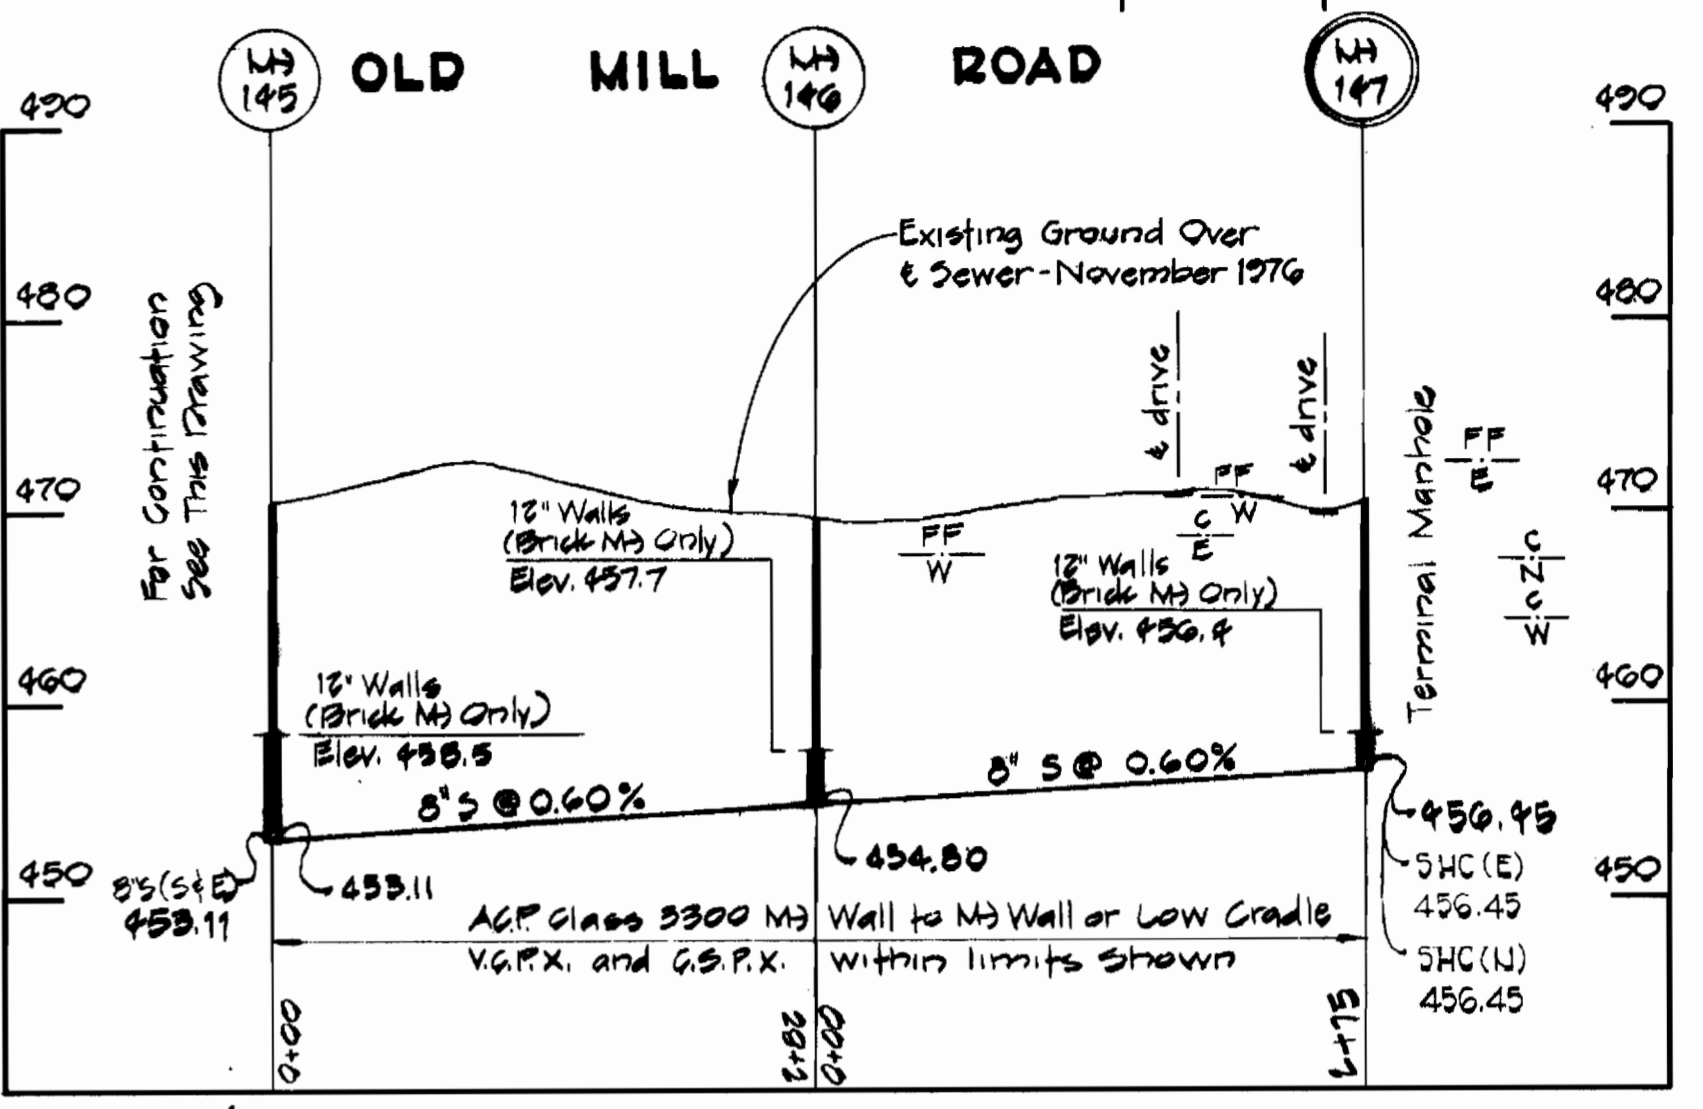 MH 145
OLD MILL ROAD
MH 146
MH 147
490
490
480
480
470
470
460
460
450
450
For Continuation
See This Drawing
Existing Ground Over
℄ Sewer-November 1976
℄ drive
℄ drive
Terminal Manhole
12" Walls
(Brick MH Only)
Elev. 457.7
12" Walls
(Brick MH Only)
Elev. 456.4
12" Walls
(Brick MH Only)
Elev. 458.5
FF
W
FF
W
C
E
FF
E
C
N
C
W
8" S @ 0.60%
8" S @ 0.60%
8"S (S & E)
453.11
453.11
454.80
456.45
SHC (E)
456.45
SHC (N)
456.45
A.C.P. Class 3300 MH Wall to MH Wall or Low Cradle
V.C.P.X. and C.S.P.X. within limits shown
0+00
2+82
0+00
2+75